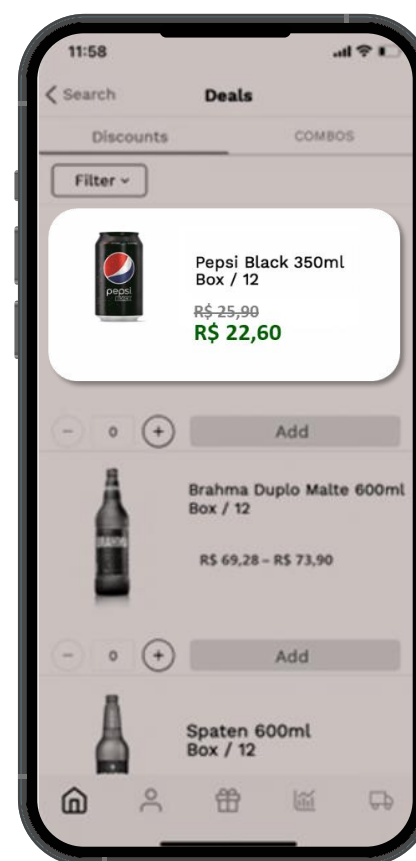 11:58
Search
Deals
Discounts
COMBOS
Filter
pepsi
Pepsi Black 350ml
Box / 12
R$ 25,90
R$ 22,60
0
Add
Brahma Duplo Malte 600ml
Box / 12
R$ 69,28 – R$ 73,90
0
Add
Spaten 600ml
Box / 12